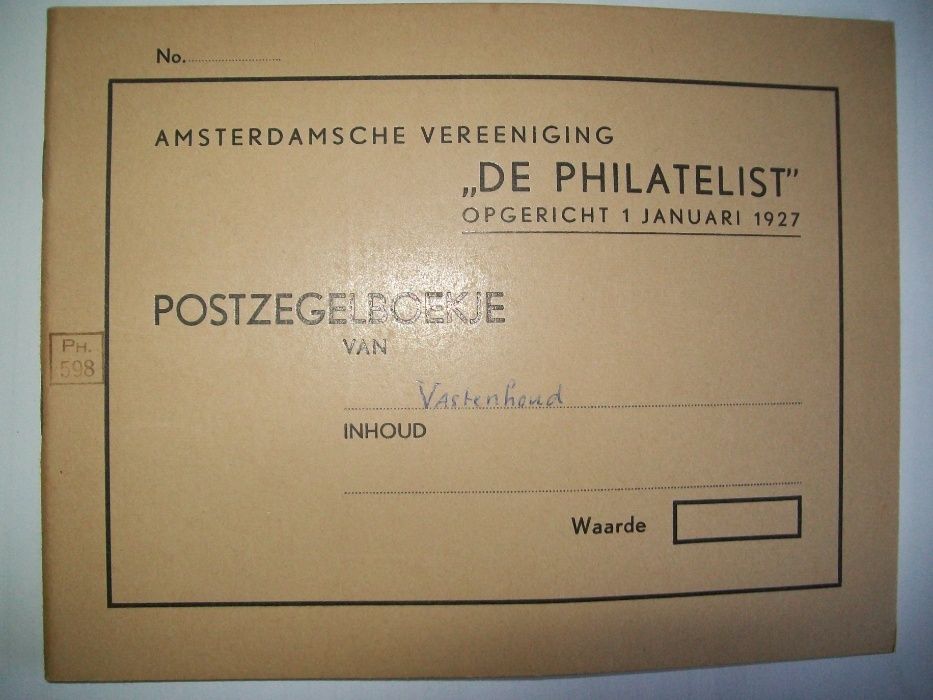 No.
AMSTERDAMSCHE VEREENIGING
„DE PHILATELIST”
OPGERICHT 1 JANUARI 1927
POSTZEGELBOEKJE
VAN
PH.
598
Vastenhoud
INHOUD
Waarde